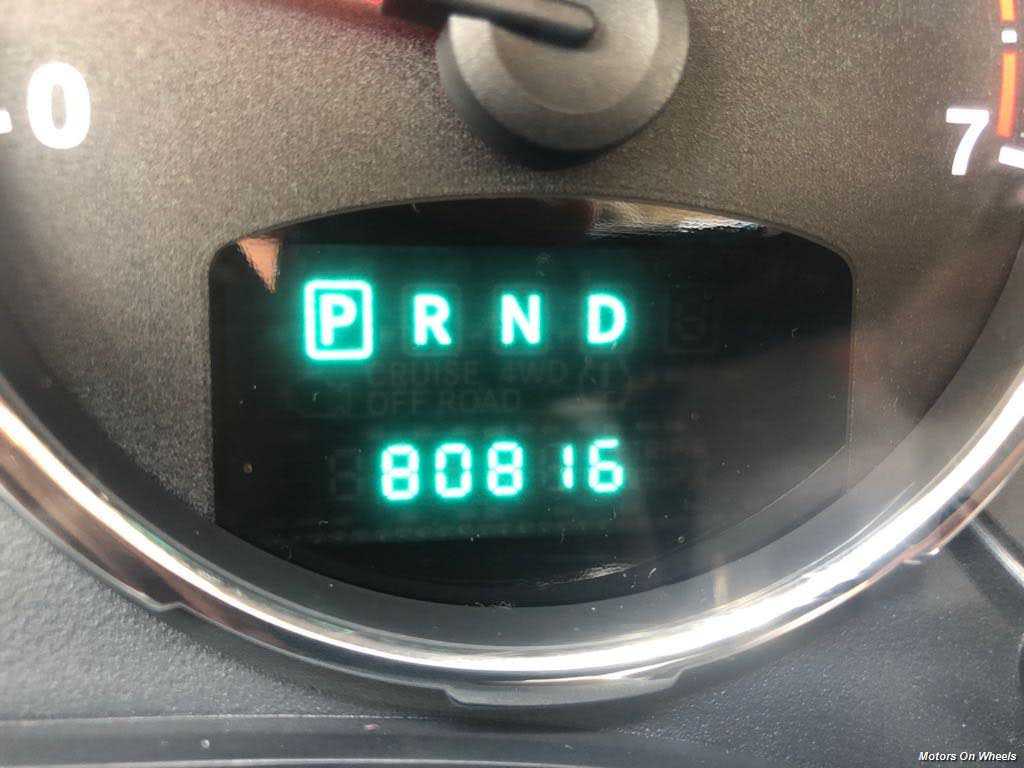 0
7
P R N D
CRUISE 4WD
OFF ROAD
80816
Motors On Wheels